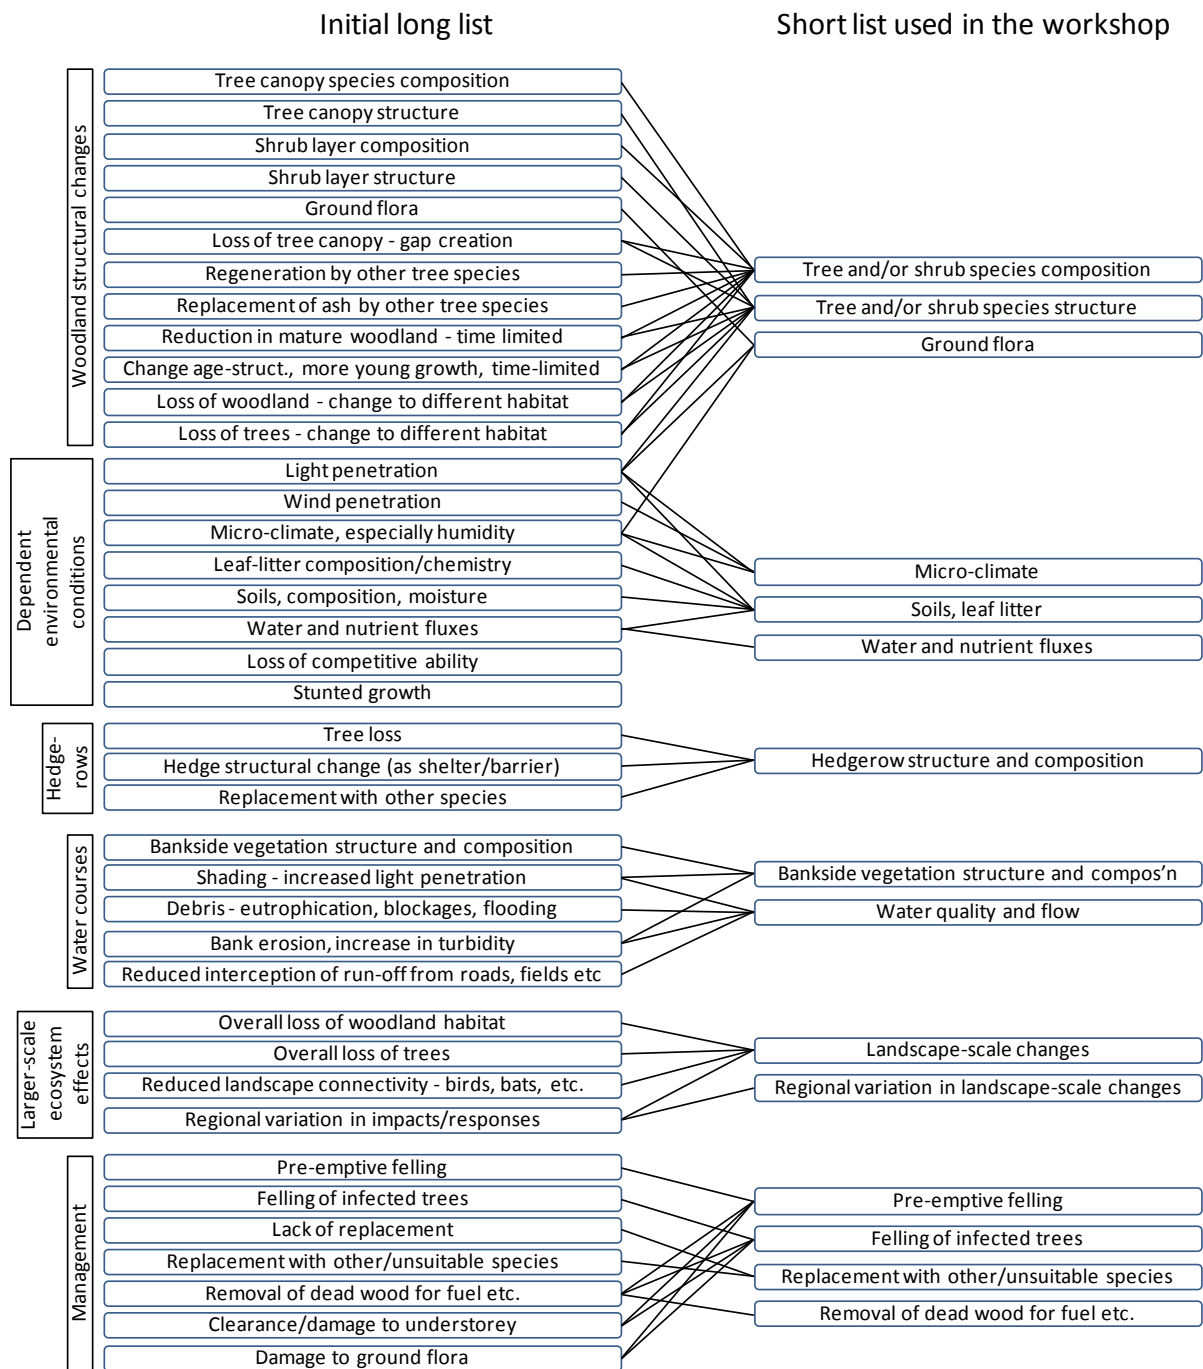 Initial long list
Short list used in the workshop
Woodland structural changes
Tree canopy species composition
Tree canopy structure
Shrub layer composition
Shrub layer structure
Ground flora
Loss of tree canopy - gap creation
Regeneration by other tree species
Replacement of ash by other tree species
Reduction in mature woodland - time limited
Change age-struct., more young growth, time-limited
Loss of woodland - change to different habitat
Loss of trees - change to different habitat
Tree and/or shrub species composition
Tree and/or shrub species structure
Ground flora
Dependent
environmental
conditions
Light penetration
Wind penetration
Micro-climate, especially humidity
Leaf-litter composition/chemistry
Soils, composition, moisture
Water and nutrient fluxes
Loss of competitive ability
Stunted growth
Micro-climate
Soils, leaf litter
Water and nutrient fluxes
Hedge-
rows
Tree loss
Hedge structural change (as shelter/barrier)
Replacement with other species
Hedgerow structure and composition
Water courses
Bankside vegetation structure and composition
Shading - increased light penetration
Debris - eutrophication, blockages, flooding
Bank erosion, increase in turbidity
Reduced interception of run-off from roads, fields etc
Bankside vegetation structure and compos'n
Water quality and flow
Larger-scale
ecosystem
effects
Overall loss of woodland habitat
Overall loss of trees
Reduced landscape connectivity - birds, bats, etc.
Regional variation in impacts/responses
Landscape-scale changes
Regional variation in landscape-scale changes
Management
Pre-emptive felling
Felling of infected trees
Lack of replacement
Replacement with other/unsuitable species
Removal of dead wood for fuel etc.
Clearance/damage to understorey
Damage to ground flora
Pre-emptive felling
Felling of infected trees
Replacement with other/unsuitable species
Removal of dead wood for fuel etc.